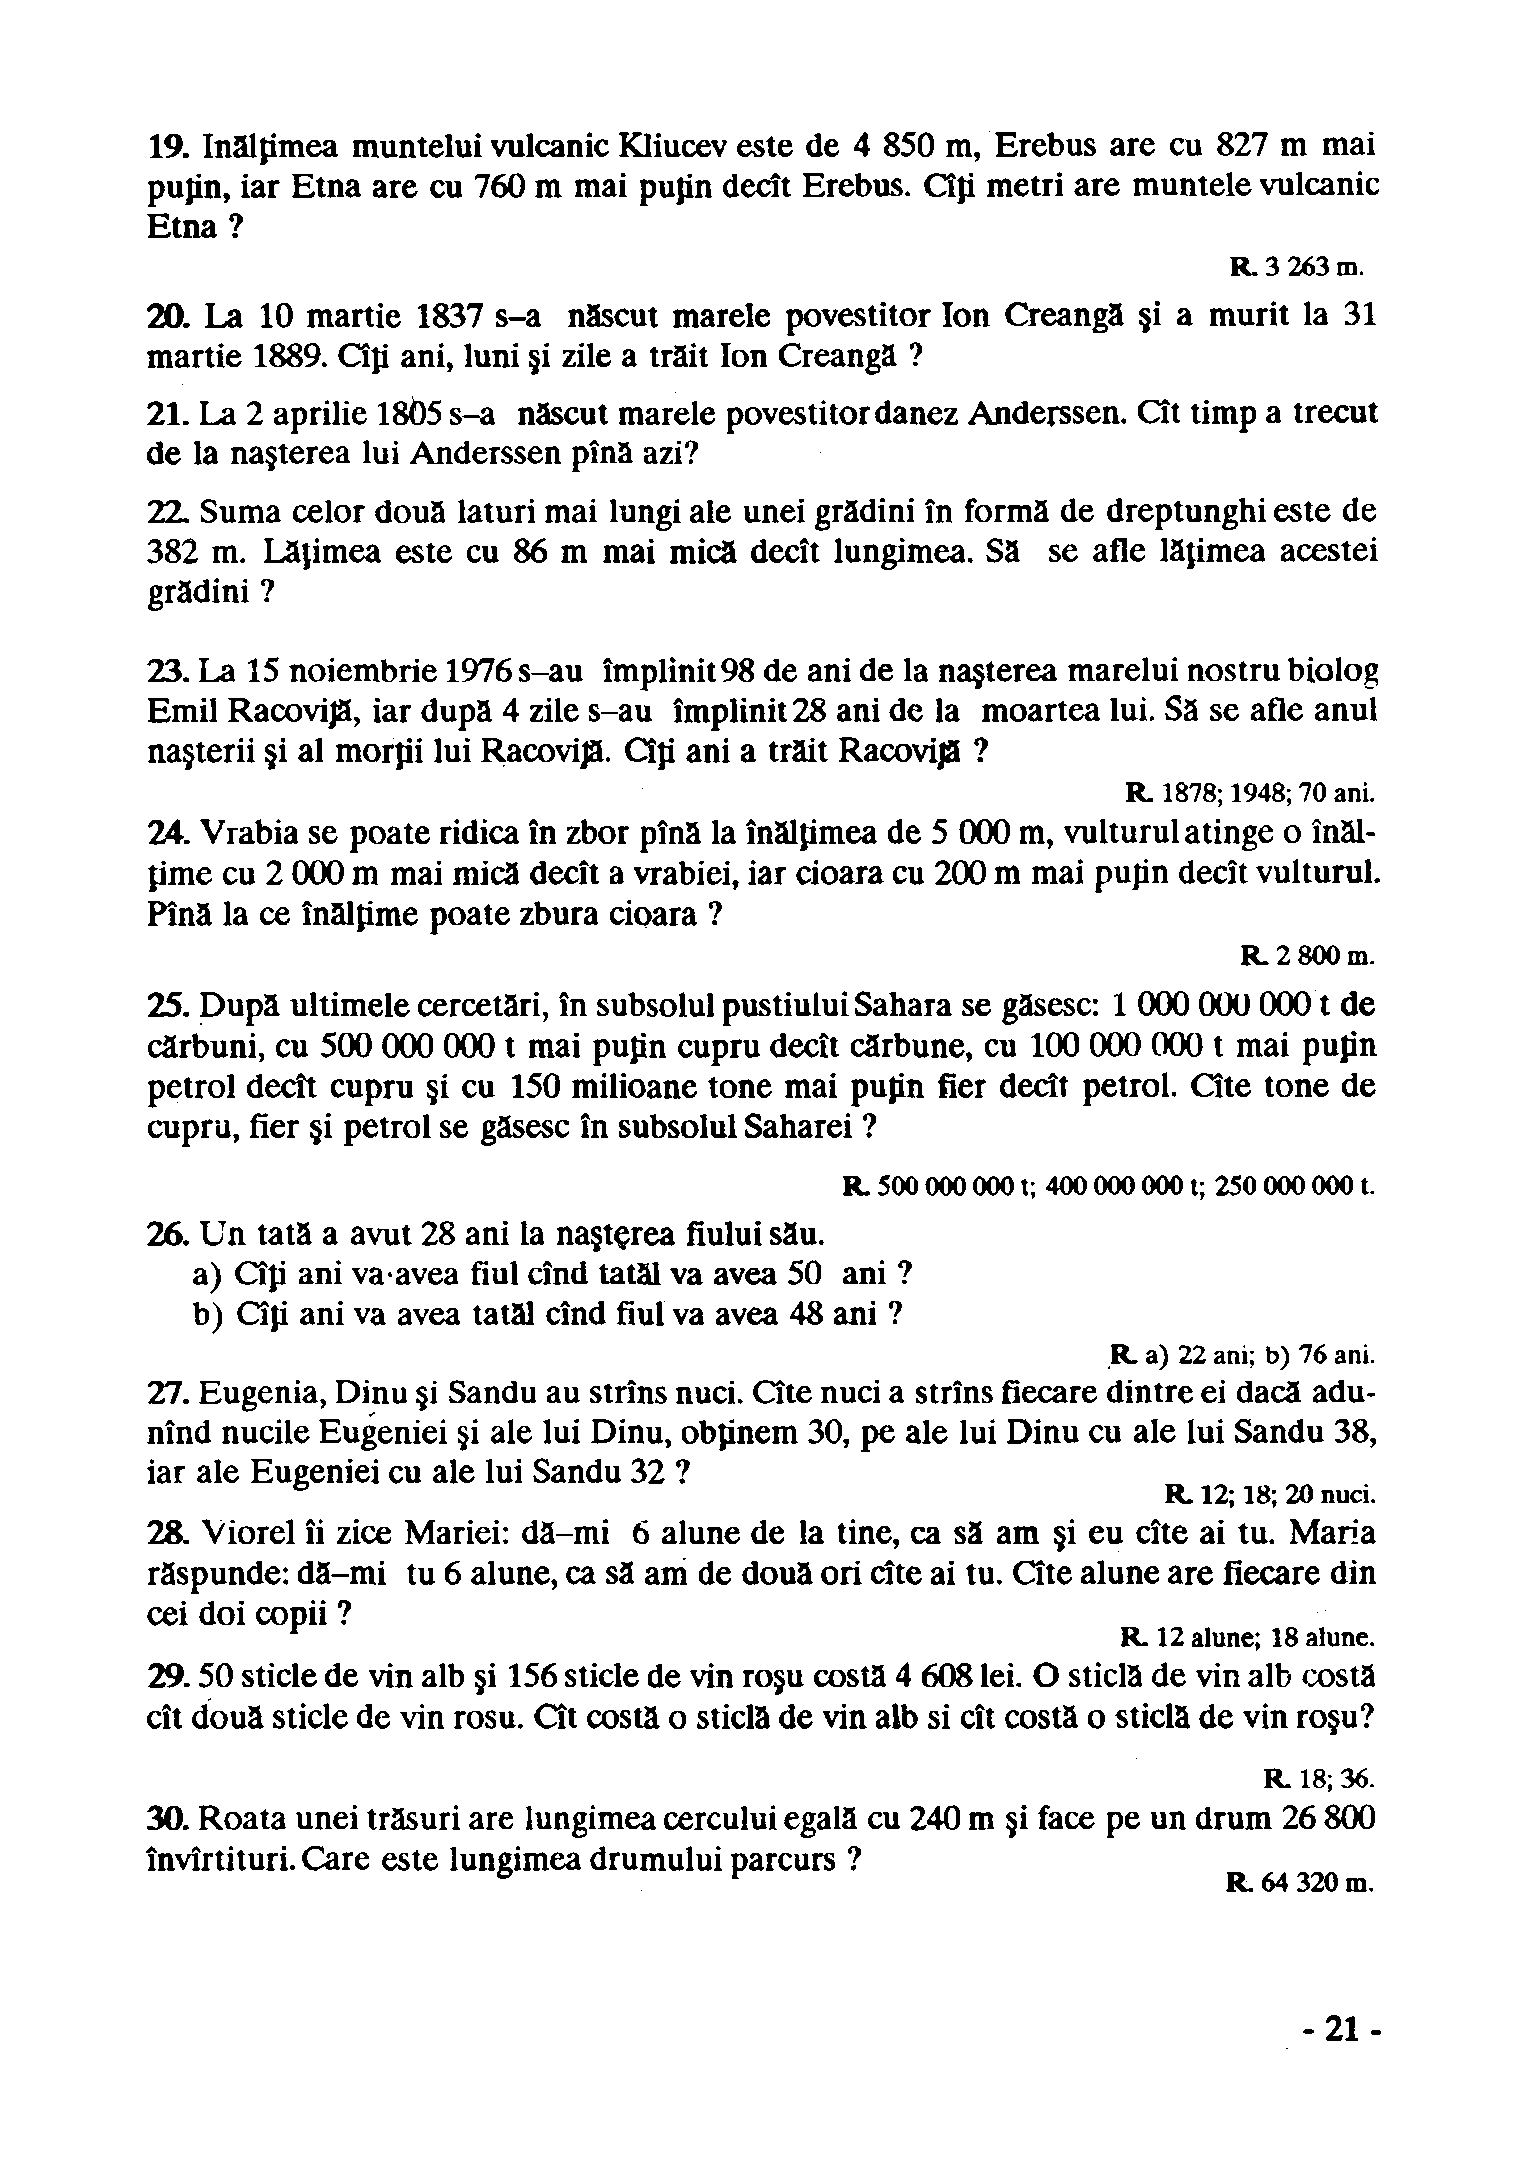 19. Inălţimea muntelui vulcanic Kliucev este de 4 850 m, Erebus are cu 827 m mai
puţin, iar Etna are cu 760 m mai puţin decît Erebus. Cîţi metri are muntele vulcanic
Etna ?
R. 3 263 m.
20. La 10 martie 1837 s–a născut marele povestitor Ion Creangă şi a murit la 31
martie 1889. Cîţi ani, luni şi zile a trăit Ion Creangă ?
21. La 2 aprilie 1805 s–a născut marele povestitor danez Anderssen. Cît timp a trecut
de la naşterea lui Anderssen pînă azi?
22. Suma celor două laturi mai lungi ale unei grădini în formă de dreptunghi este de
382 m. Lăţimea este cu 86 m mai mică decît lungimea. Să se afle lăţimea acestei
grădini ?
23. La 15 noiembrie 1976 s–au împlinit 98 de ani de la naşterea marelui nostru biolog
Emil Racoviţă, iar după 4 zile s–au împlinit 28 ani de la moartea lui. Să se afle anul
naşterii şi al morţii lui Racoviţă. Cîţi ani a trăit Racoviţă ?
R. 1878; 1948; 70 ani.
24. Vrabia se poate ridica în zbor pînă la înălţimea de 5 000 m, vulturul atinge o înăl-
ţime cu 2 000 m mai mică decît a vrabiei, iar cioara cu 200 m mai puţin decît vulturul.
Pînă la ce înălţime poate zbura cioara ?
R. 2 800 m.
25. După ultimele cercetări, în subsolul pustiului Sahara se găsesc: 1 000 000 000 t de
cărbuni, cu 500 000 000 t mai puţin cupru decît cărbune, cu 100 000 000 t mai puţin
petrol decît cupru şi cu 150 milioane tone mai puţin fier decît petrol. Cîte tone de
cupru, fier şi petrol se găsesc în subsolul Saharei ?
R. 500 000 000 t; 400 000 000 t; 250 000 000 t.
26. Un tată a avut 28 ani la naşterea fiului său.
a) Cîţi ani va avea fiul cînd tatăl va avea 50 ani ?
b) Cîţi ani va avea tatăl cînd fiul va avea 48 ani ?
R. a) 22 ani; b) 76 ani.
27. Eugenia, Dinu şi Sandu au strîns nuci. Cîte nuci a strîns fiecare dintre ei dacă adu-
nînd nucile Eugeniei şi ale lui Dinu, obţinem 30, pe ale lui Dinu cu ale lui Sandu 38,
iar ale Eugeniei cu ale lui Sandu 32 ?
R. 12; 18; 20 nuci.
28. Viorel îi zice Mariei: dă–mi 6 alune de la tine, ca să am şi eu cîte ai tu. Maria
răspunde: dă–mi tu 6 alune, ca să am de două ori cîte ai tu. Cîte alune are fiecare din
cei doi copii ?
R. 12 alune; 18 alune.
29. 50 sticle de vin alb şi 156 sticle de vin roşu costă 4 608 lei. O sticlă de vin alb costă
cît două sticle de vin rosu. Cît costă o sticlă de vin alb si cît costă o sticlă de vin roşu?
R. 18; 36.
30. Roata unei trăsuri are lungimea cercului egală cu 240 m şi face pe un drum 26 800
învîrtituri. Care este lungimea drumului parcurs ?
R. 64 320 m.
- 21 -